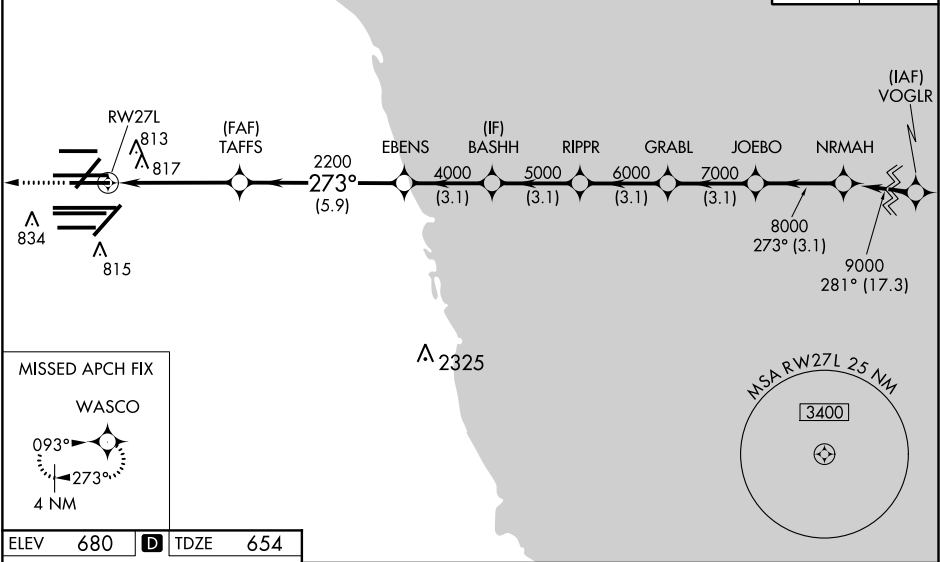 (IAF)
VOGLR
RW27L
813
817
(FAF)
TAFFS
EBENS
(IF)
BASHH
RIPPR
GRABL
JOEBO
NRMAH
2200
273°
(5.9)
4000
(3.1)
5000
(3.1)
6000
(3.1)
7000
(3.1)
8000
273° (3.1)
9000
281° (17.3)
834
815
2325
MISSED APCH FIX
WASCO
093°
273°
4 NM
MSA RW27L 25 NM
3400
ELEV 680 D TDZE 654